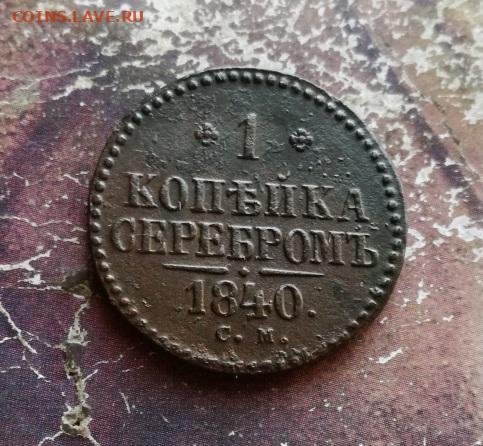 COINS.LAVE.RU
1
КОПѢЙКА
СЕРЕБРОМЪ
1840.
С. М.